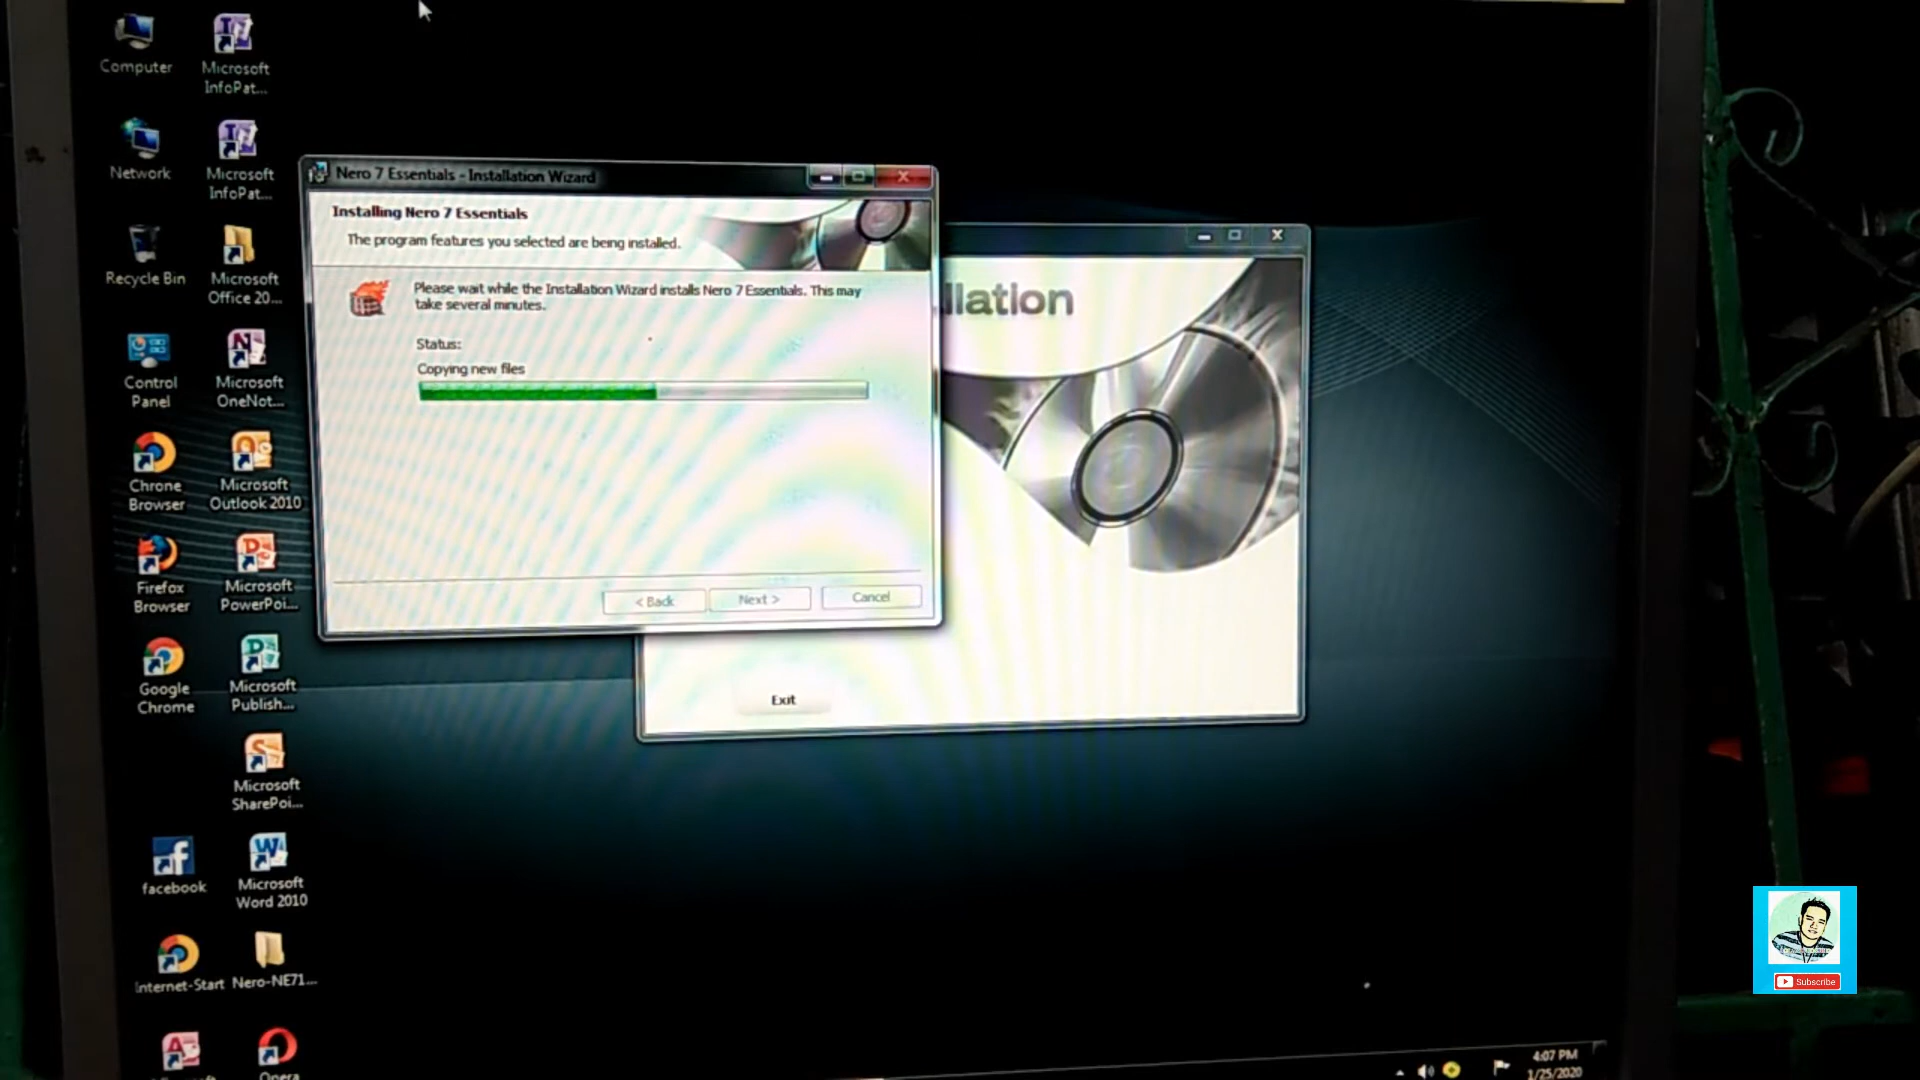 Computer
Microsoft
InfoPat...
Network
Microsoft
InfoPat...
Recycle Bin
Microsoft
Office 20...
Control
Panel
Microsoft
OneNot...
Chrone
Browser
Microsoft
Outlook 2010
Firefox
Browser
Microsoft
PowerPoi...
Google
Chrome
Microsoft
Publish...
Microsoft
SharePoi...
facebook
Microsoft
Word 2010
Internet-Start
Nero-NE71...
Opera
Nero 7 Essentials - Installation Wizard
Installing Nero 7 Essentials
The program features you selected are being installed.
Please wait while the Installation Wizard installs Nero 7 Essentials. This may
take several minutes.
Status:
Copying new files
< Back
Next >
Cancel
llation
Exit
Subscribe
4:07 PM
1/25/2020